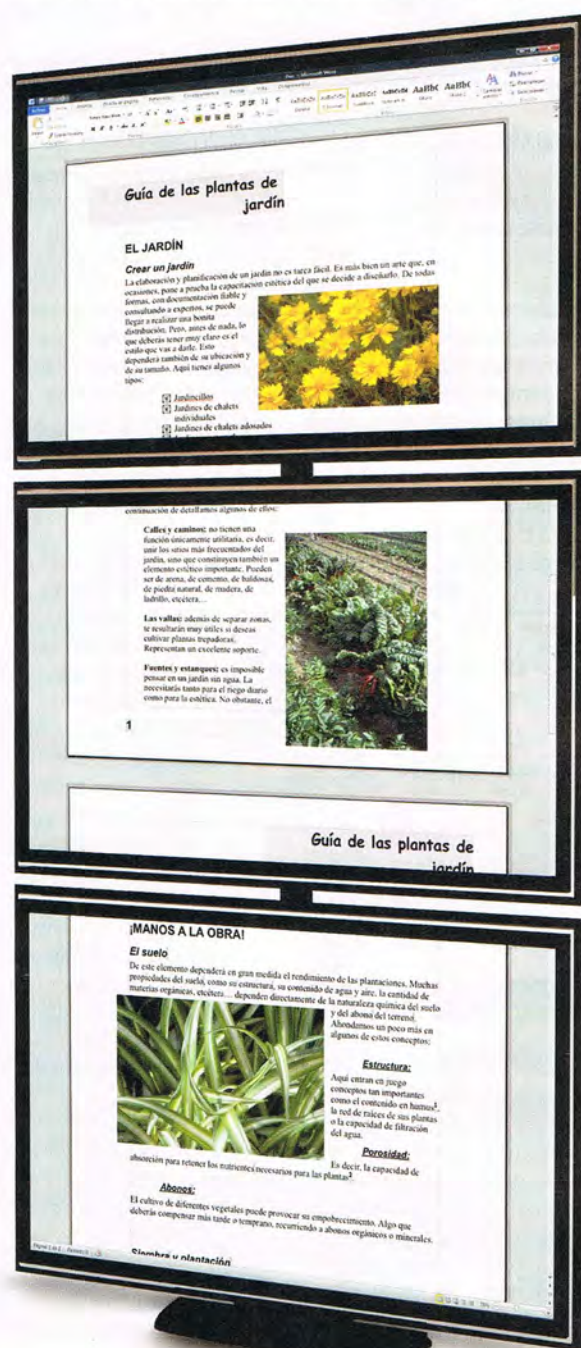 AaBbC AaBbC
Guía de las plantas de
jardín
EL JARDÍN
Crear un jardín
La elaboración y planificación de un jardín no es tarea fácil. Es más bien un arte que, en
ocasiones, pone a prueba la capacitación estética del que se decide a diseñarlo. De todas
formas, con documentación fiable y
consultando a expertos, se puede
llegar a realizar una bonita
distribución. Pero, antes de nada, lo
que deberás tener muy claro es el
estilo que vas a darle. Esto
dependerá también de su ubicación y
de su tamaño. Aquí tienes algunos
tipos:
Jardincillos
Jardines de chalets
individuales
Jardines de chalets adosados
continuación de detallamos algunos de ellos:
Calles y caminos: no tienen una
función únicamente utilitaria, es decir,
unir los sitios más frecuentados del
jardín, sino que constituyen también un
elemento estético importante. Pueden
ser de arena, de cemento, de baldosas,
de piedra natural, de madera, de
ladrillo, etcétera…
Las vallas: además de separar zonas,
te resultarán muy útiles si deseas
cultivar plantas trepadoras.
Representan un excelente soporte.
Fuentes y estanques: es imposible
pensar en un jardín sin agua. La
necesitarás tanto para el riego diario
como para la estética. No obstante, el
1
Guía de las plantas de
jardín
¡MANOS A LA OBRA!
El suelo
De este elemento dependerá en gran medida el rendimiento de las plantaciones. Muchas
propiedades del suelo, como su estructura, su contenido de agua y aire, la cantidad de
materias orgánicas, etcétera… dependen directamente de la naturaleza química del suelo
y del abono del terreno.
Ahondamos un poco más en
algunos de estos conceptos:
Estructura:
Aquí entran en juego
conceptos tan importantes
como el contenido en humus1,
la red de raíces de sus plantas
o la capacidad de filtración
del agua.
Porosidad:
Es decir, la capacidad de
absorción para retener los nutrientes necesarios para las plantas2.
Abonos:
El cultivo de diferentes vegetales puede provocar su empobrecimiento. Algo que
deberás compensar más tarde o temprano, recurriendo a abonos orgánicos o minerales.
Siembra y plantación